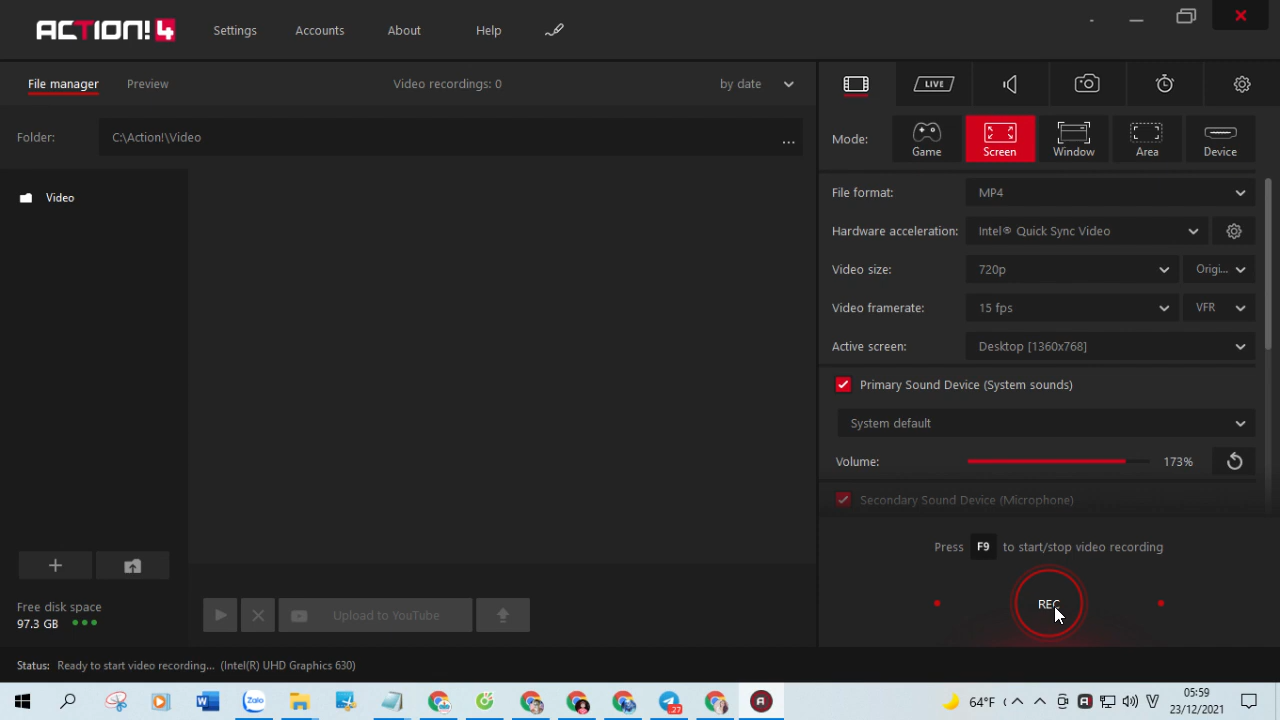 ACTION! 4
Settings Accounts About Help
File manager Preview Video recordings: 0 by date
LIVE
Folder: C:\Action!\Video ...
Mode: Game Screen Window Area Device
Video
File format: MP4
Hardware acceleration: Intel® Quick Sync Video
Video size: 720p Origi...
Video framerate: 15 fps VFR
Active screen: Desktop [1360x768]
Primary Sound Device (System sounds)
System default
Volume: 173%
Secondary Sound Device (Microphone)
Press F9 to start/stop video recording
REC
Upload to YouTube
Free disk space
97.3 GB
Status: Ready to start video recording... (Intel(R) UHD Graphics 630)
Zalo
27
64°F
05:59
23/12/2021